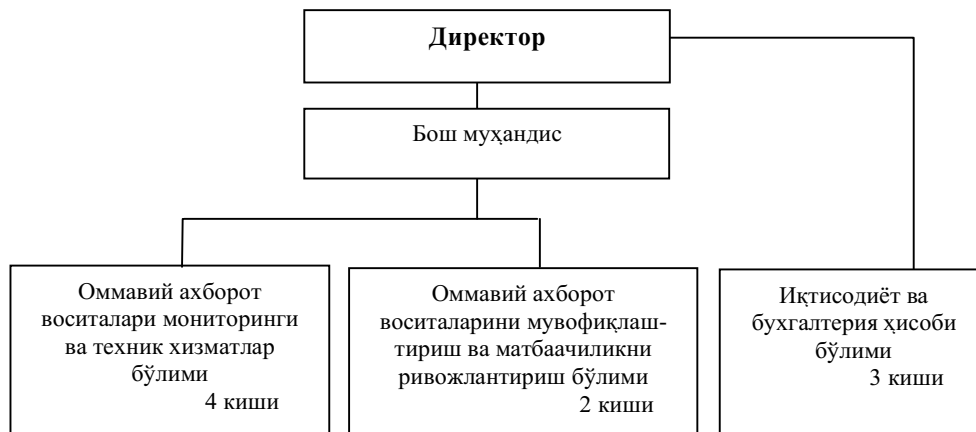 Директор
Бош муҳандис
Оммавий ахборот
воситалари мониторинги
ва техник хизматлар
бўлими
4 киши
Оммавий ахборот
воситаларини мувофиқлаш-
тириш ва матбаачиликни
ривожлантириш бўлими
2 киши
Иқтисодиёт ва
бухгалтерия ҳисоби
бўлими
3 киши